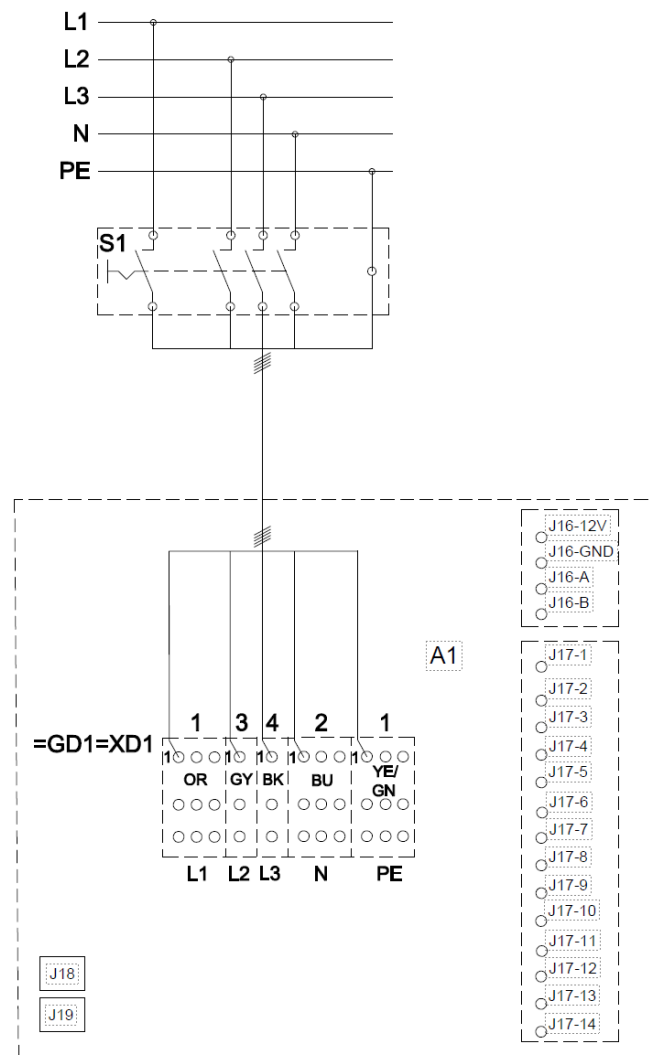 L1
L2
L3
N
PE
S1
J16-12V
J16-GND
J16-A
J16-B
A1
J17-1
J17-2
J17-3
J17-4
J17-5
J17-6
J17-7
J17-8
J17-9
J17-10
J17-11
J17-12
J17-13
J17-14
1 3 4 2 1
=GD1=XD1
1 1 1 1 1
OR GY BK BU YE/
GN
L1 L2 L3 N PE
J18
J19